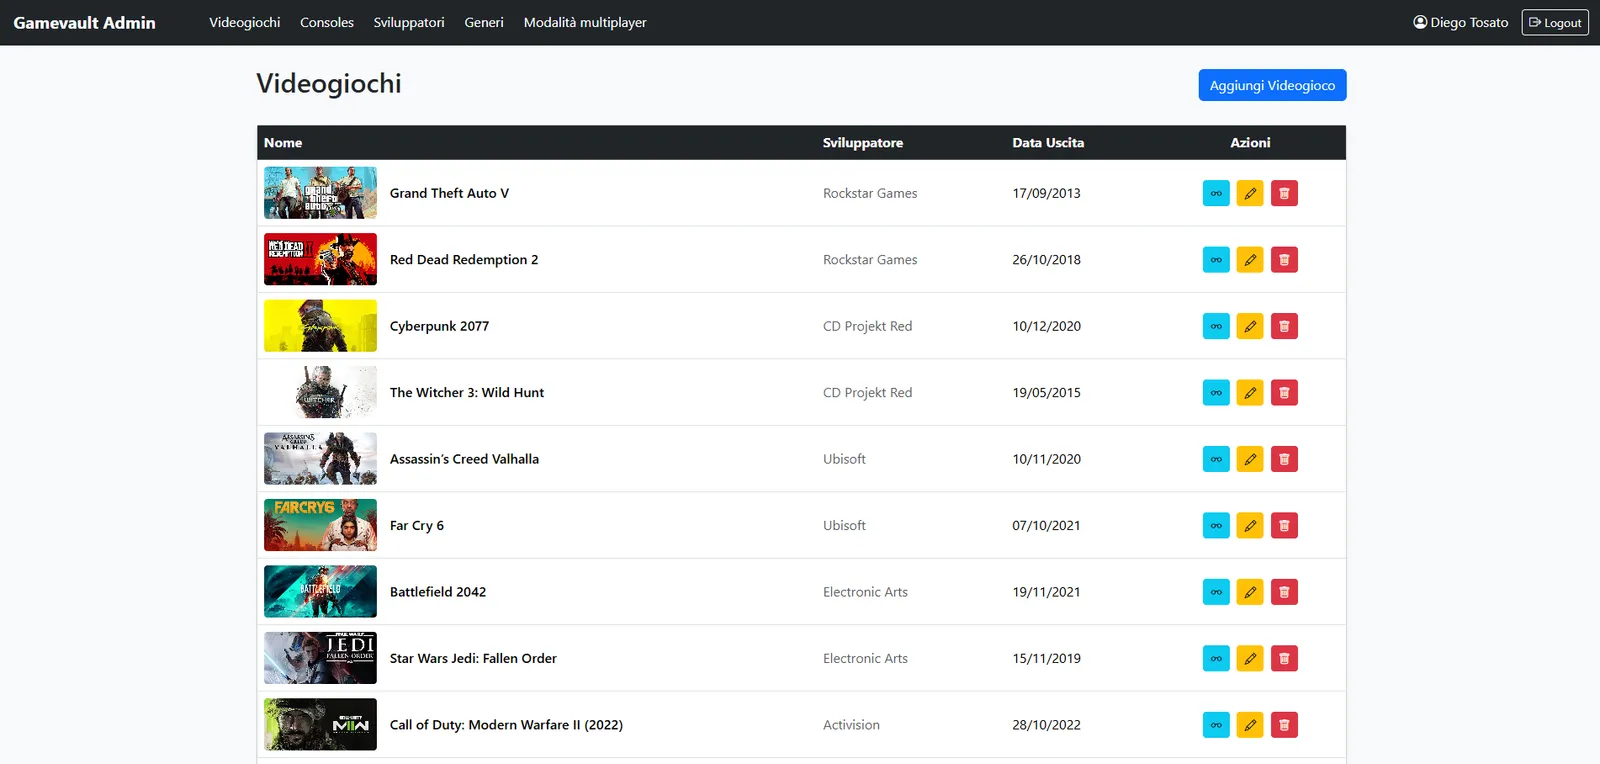 Gamevault Admin Videogiochi Consoles Sviluppatori Generi Modalità multiplayer Diego Tosato Logout
Videogiochi Aggiungi Videogioco
Nome Sviluppatore Data Uscita Azioni
Grand Theft Auto V Rockstar Games 17/09/2013
Red Dead Redemption 2 Rockstar Games 26/10/2018
Cyberpunk 2077 CD Projekt Red 10/12/2020
The Witcher 3: Wild Hunt CD Projekt Red 19/05/2015
Assassin's Creed Valhalla Ubisoft 10/11/2020
FARCRY6 Far Cry 6 Ubisoft 07/10/2021
BATTLEFIELD Battlefield 2042 Electronic Arts 19/11/2021
JEDI FALLEN ORDER Star Wars Jedi: Fallen Order Electronic Arts 15/11/2019
Call of Duty: Modern Warfare II (2022) Activision 28/10/2022